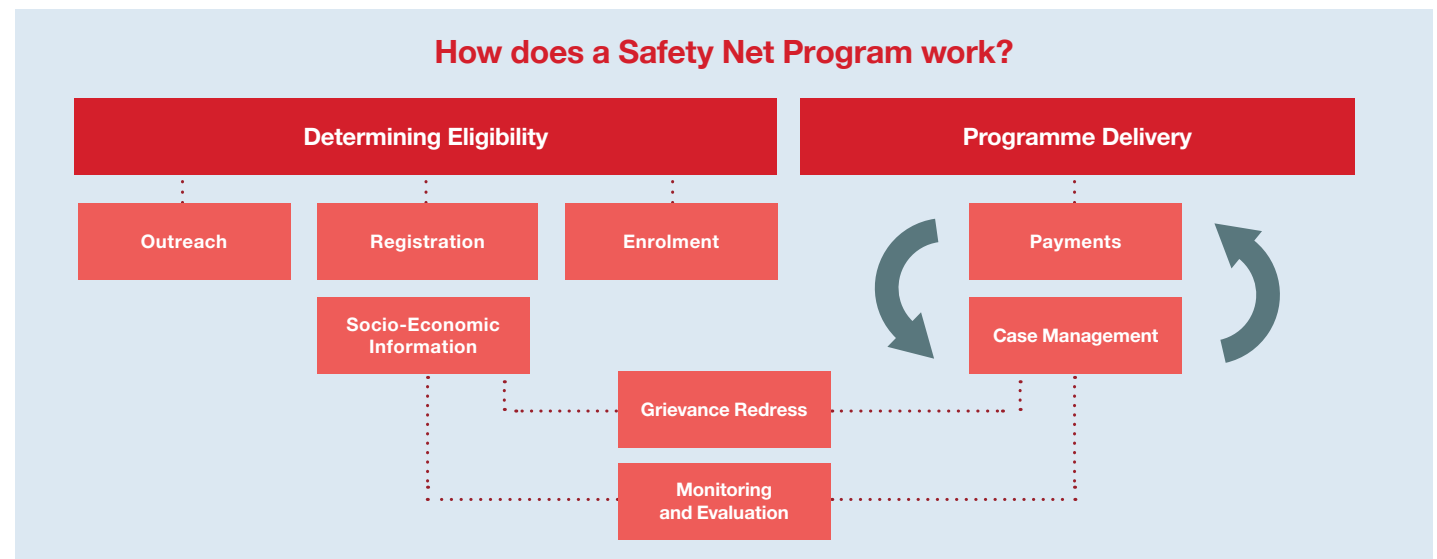 How does a Safety Net Program work?
Determining Eligibility
Programme Delivery
Outreach
Registration
Enrolment
Payments
Socio-Economic
Information
Case Management
Grievance Redress
Monitoring
and Evaluation